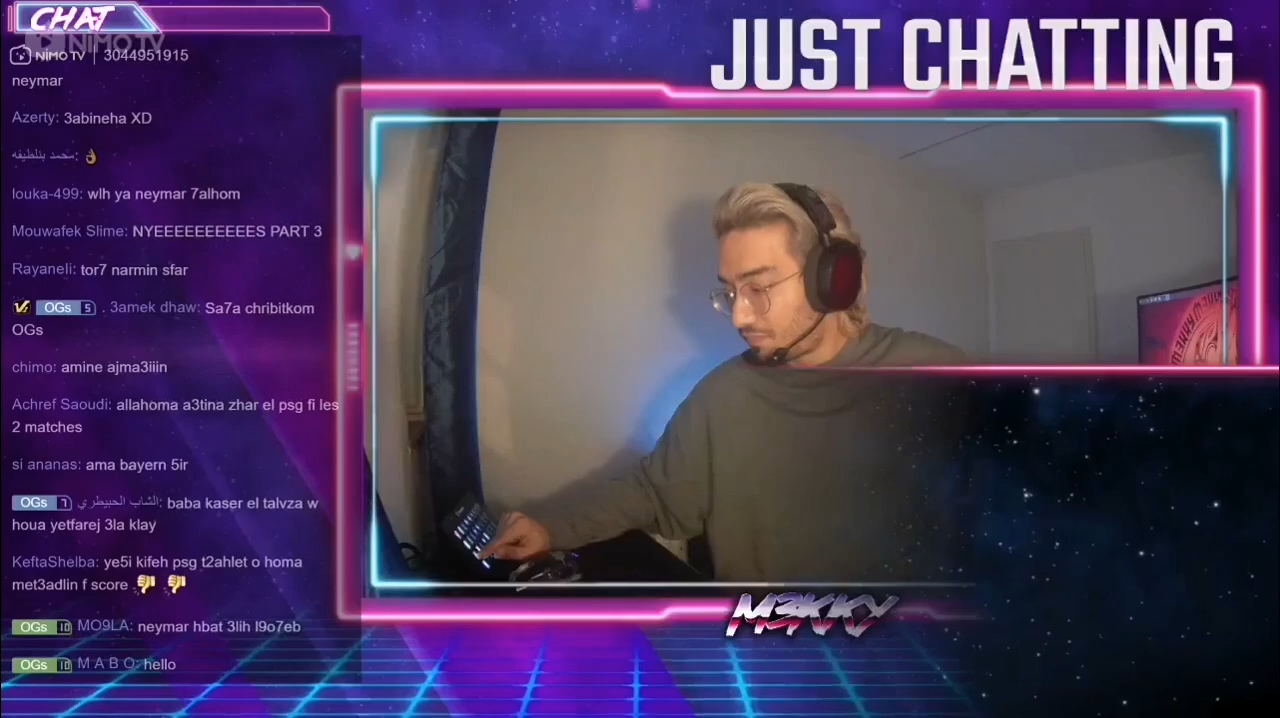 CHAT
NIMO TV
NIMO TV | 3044951915
JUST CHATTING
neymar
Azerty: 3abineha XD
محمد بنلطيفه: 👌
louka-499: wlh ya neymar 7alhom
Mouwafek Slime: NYEEEEEEEEEES PART 3
Rayaneli: tor7 narmin sfar
OGs 5 . 3amek dhaw: Sa7a chribitkom
OGs
chimo: amine ajma3iiin
Achref Saoudi: allahoma a3tina zhar el psg fi les
2 matches
si ananas: ama bayern 5ir
OGs 7 الشاب الحبيطري: baba kaser el talvza w
houa yetfarej 3la klay
KeftaShelba: ye5i kifeh psg t2ahlet o homa
met3adlin f score 👎 👎
OGs 10 MO9LA: neymar hbat 3lih l9o7eb
OGs 10 M A B O: hello
M3KKY